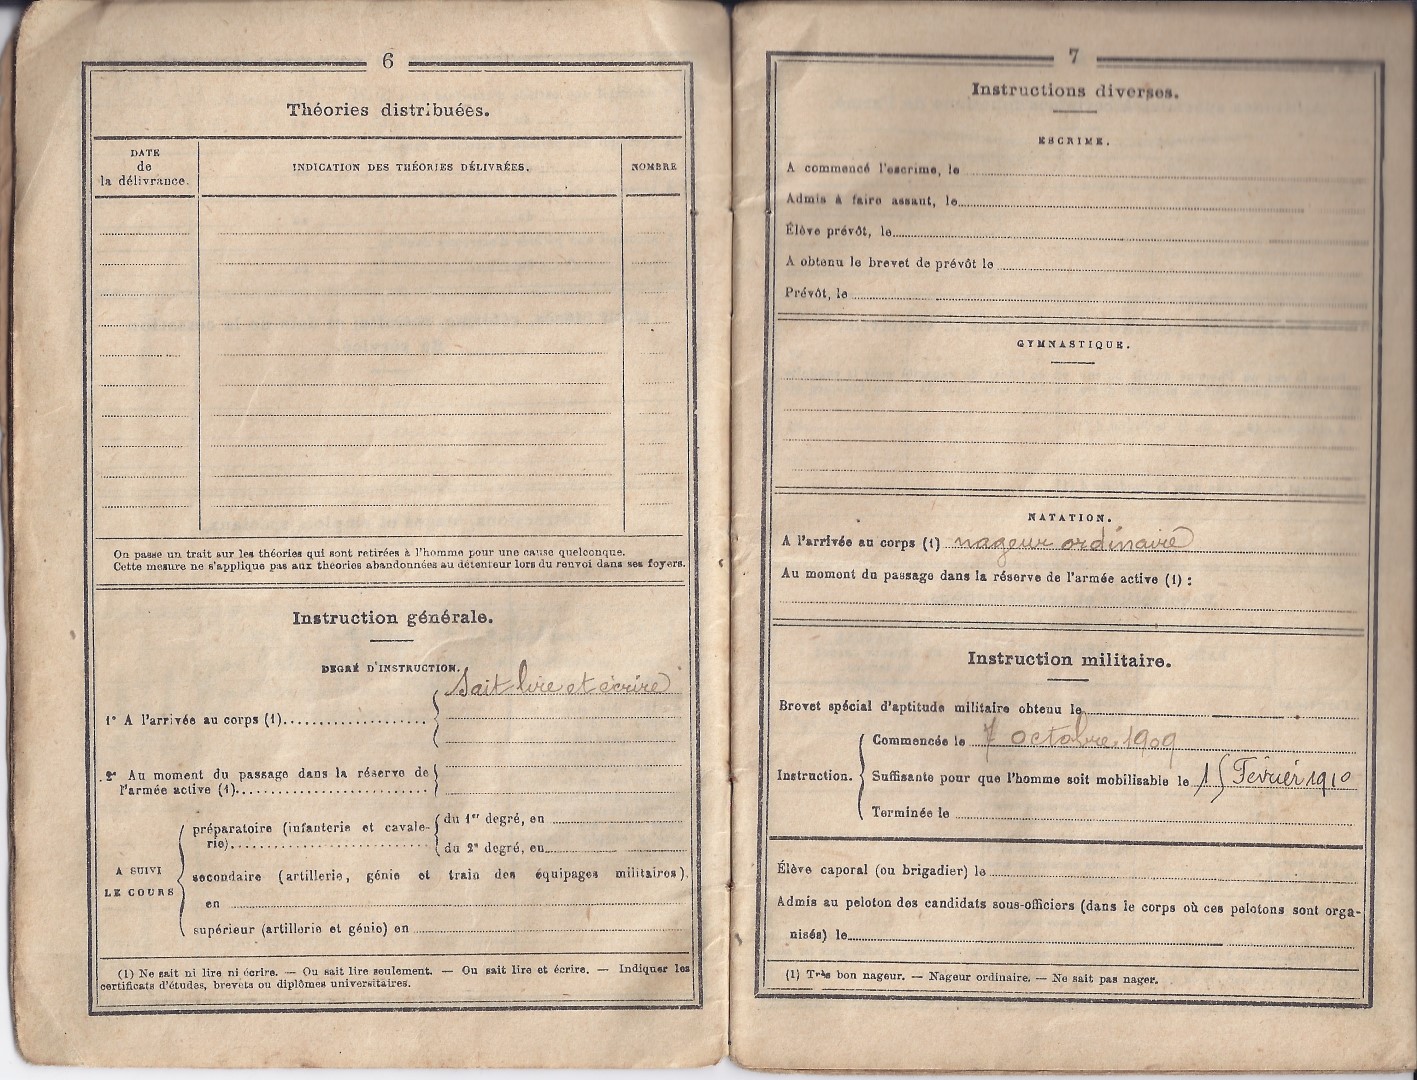 6
Théories distribuées.
DATE
de
la délivrance.
INDICATION DES THÉORIES DÉLIVRÉES.
NOMBRE
On passe un trait sur les théories qui sont retirées à l'homme pour une cause quelconque.
Cette mesure ne s'applique pas aux théories abandonnées au détenteur lors du renvoi dans ses foyers.
Instruction générale.
DEGRÉ D'INSTRUCTION.
1° A l'arrivée au corps (1)
Sait lire et écrire
2° Au moment du passage dans la réserve de
l'armée active (1)
A SUIVI
LE COURS
préparatoire (infanterie et cavale-
rie)
du 1er degré, en
du 2e degré, en
secondaire (artillerie, génie et train des équipages militaires).
en
supérieur (artillerie et génie) en
(1) Ne sait ni lire ni écrire. — Ou sait lire seulement. — Ou sait lire et écrire. — Indiquer les
certificats d'études, brevets ou diplômes universitaires.
7
Instructions diverses.
ESCRIME.
A commencé l'escrime, le
Admis à faire assaut, le
Élève prévôt, le
A obtenu le brevet de prévôt le
Prévôt, le
GYMNASTIQUE.
NATATION.
A l'arrivée au corps (1) nageur ordinaire
Au moment du passage dans la réserve de l'armée active (1) :
Instruction militaire.
Brevet spécial d'aptitude militaire obtenu le
Instruction.
Commencée le 7 octobre 1909
Suffisante pour que l'homme soit mobilisable le 15 Février 1910
Terminée le
Élève caporal (ou brigadier) le
Admis au peloton des candidats sous-officiers (dans le corps où ces pelotons sont orga-
nisés) le
(1) Très bon nageur. — Nageur ordinaire. — Ne sait pas nager.